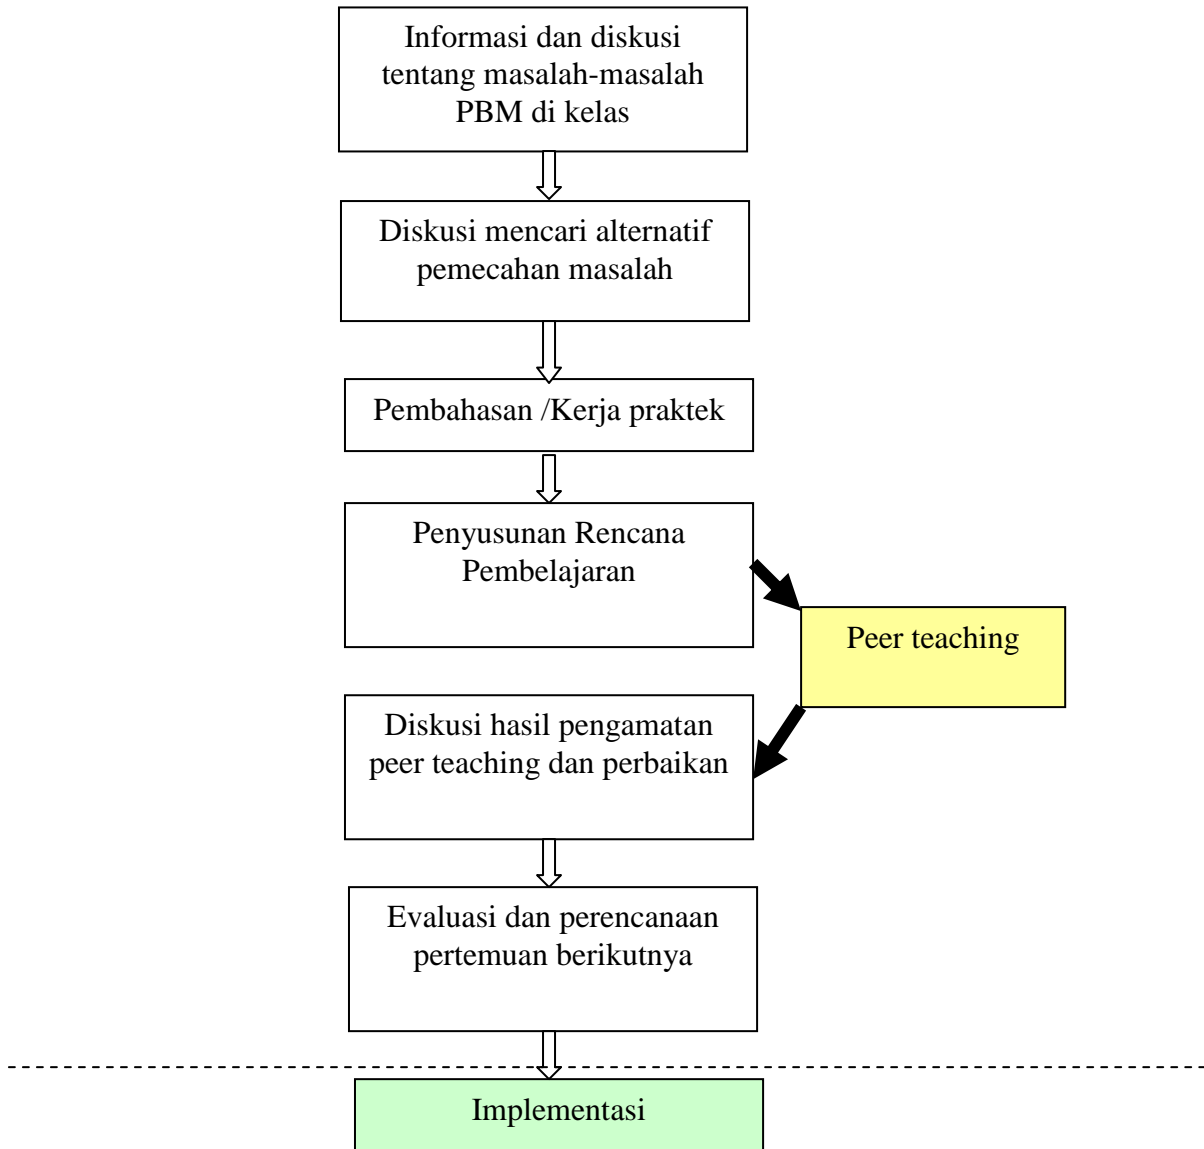 Informasi dan diskusi
tentang masalah-masalah
PBM di kelas
Diskusi mencari alternatif
pemecahan masalah
Pembahasan /Kerja praktek
Penyusunan Rencana
Pembelajaran
Peer teaching
Diskusi hasil pengamatan
peer teaching dan perbaikan
Evaluasi dan perencanaan
pertemuan berikutnya
Implementasi